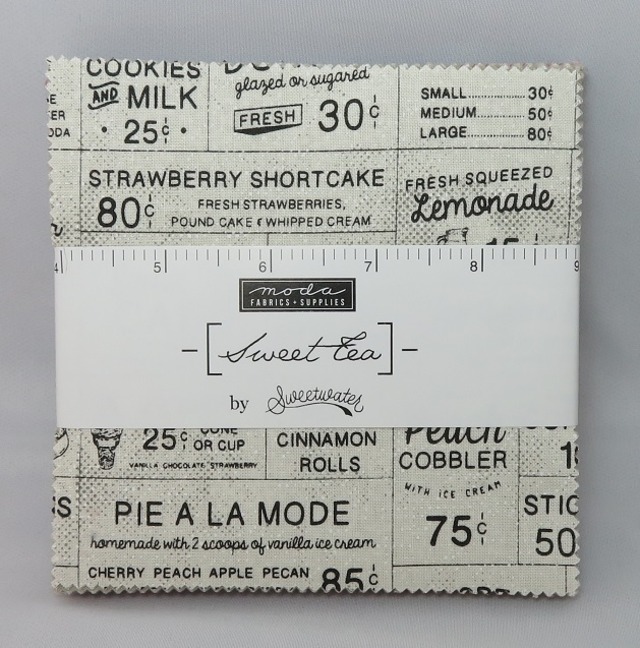 COOKIES
AND MILK
• 25¢ •
glazed or sugared
FRESH 30¢
SMALL 30¢
MEDIUM 50¢
LARGE 80¢
STRAWBERRY SHORTCAKE
80¢ FRESH STRAWBERRIES,
POUND CAKE & WHIPPED CREAM
FRESH SQUEEZED
Lemonade
5 6 7 8 9
moda
FABRICS + SUPPLIES
Sweet Tea
by Sweetwater
25¢ CONE
OR CUP
VANILLA CHOCOLATE STRAWBERRY
CINNAMON
ROLLS
Peach
COBBLER
WITH ICE CREAM
75¢
PIE A LA MODE
homemade with 2 scoops of vanilla ice cream
CHERRY PEACH APPLE PECAN 85¢
50